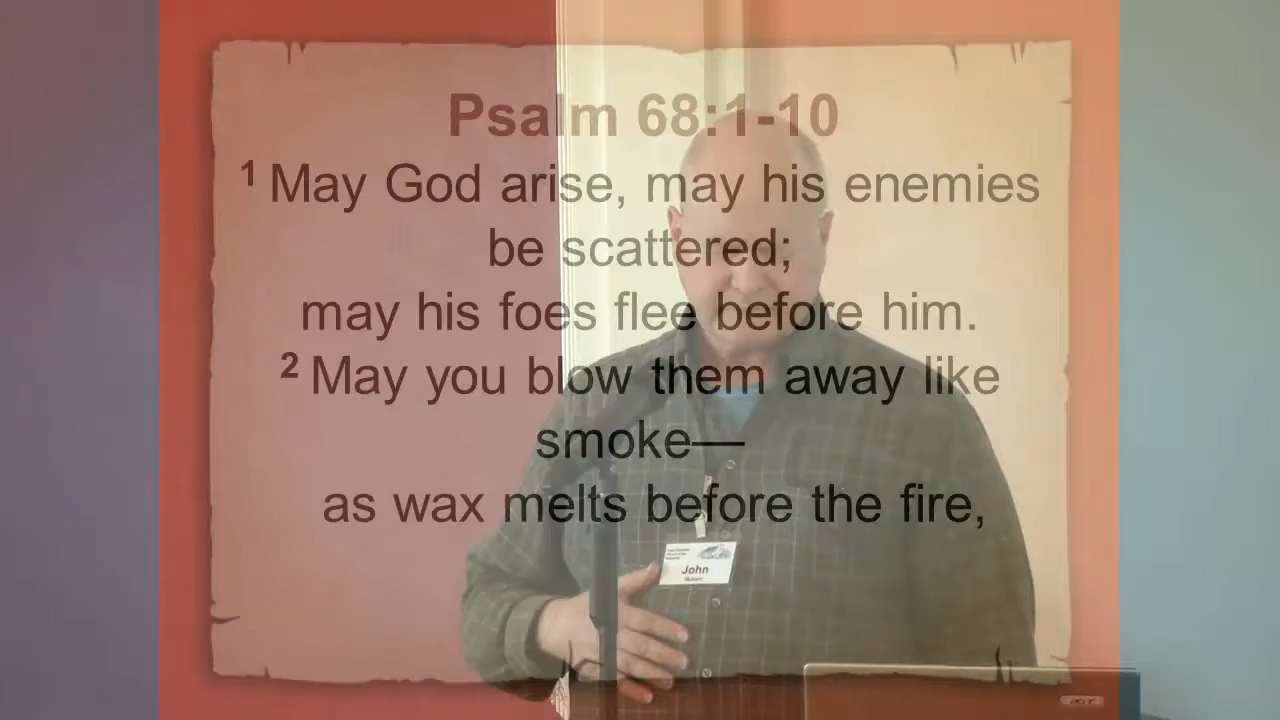 Psalm 68:1-10
1 May God arise, may his enemies
be scattered;
may his foes flee before him.
2 May you blow them away like
smoke—
as wax melts before the fire,
John
acer